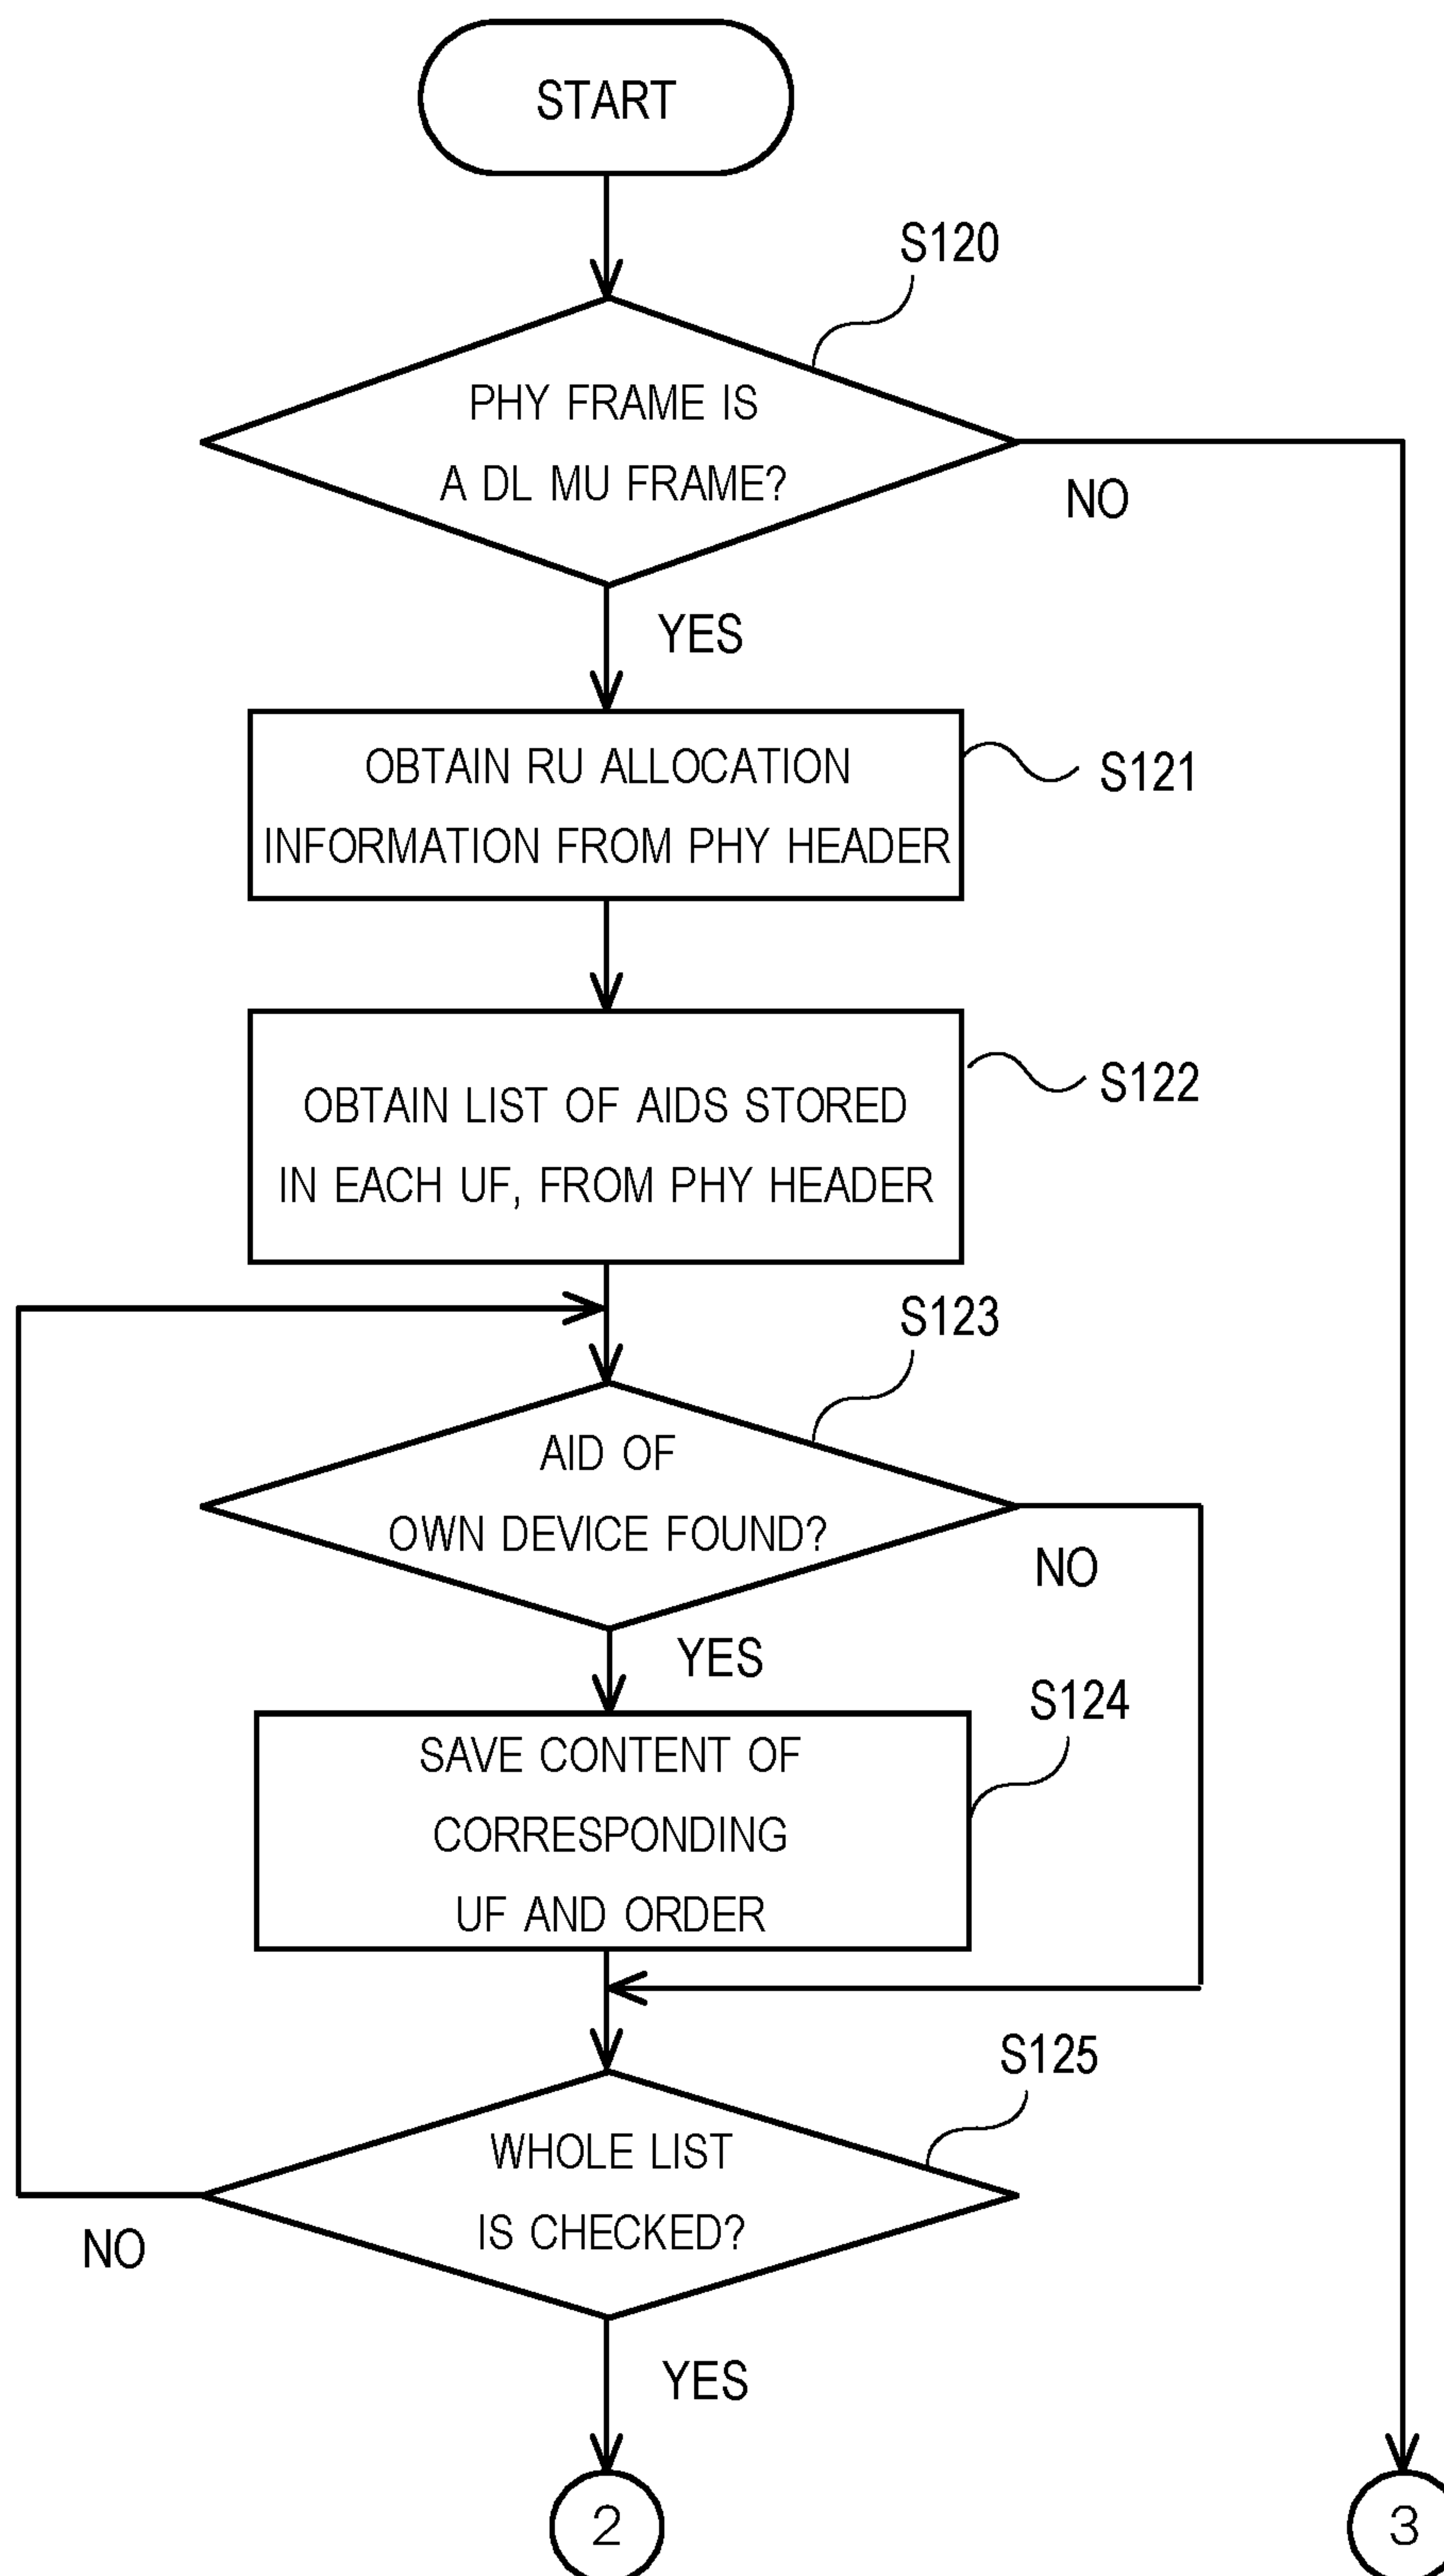 START
S120
PHY FRAME IS
A DL MU FRAME?
NO
YES
OBTAIN RU ALLOCATION
INFORMATION FROM PHY HEADER
S121
OBTAIN LIST OF AIDS STORED
IN EACH UF, FROM PHY HEADER
S122
S123
AID OF
OWN DEVICE FOUND?
NO
YES
S124
SAVE CONTENT OF
CORRESPONDING
UF AND ORDER
S125
WHOLE LIST
IS CHECKED?
NO
YES
2
3